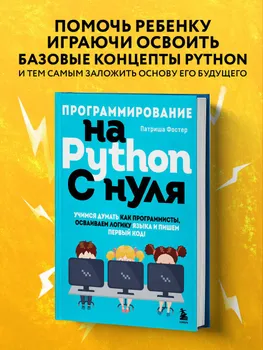 ПОМОЧЬ РЕБЕНКУ
ИГРАЮЧИ ОСВОИТЬ
БАЗОВЫЕ КОНЦЕПТЫ PYTHON
И ТЕМ САМЫМ ЗАЛОЖИТЬ ОСНОВУ ЕГО БУДУЩЕГО
ПРОГРАММИРОВАНИЕ
на
Патриша Фостер
Python
С нуля
УЧИМСЯ ДУМАТЬ КАК ПРОГРАММИСТЫ,
ОСВАИВАЕМ ЛОГИКУ ЯЗЫКА И ПИШЕМ
ПЕРВЫЙ КОД!